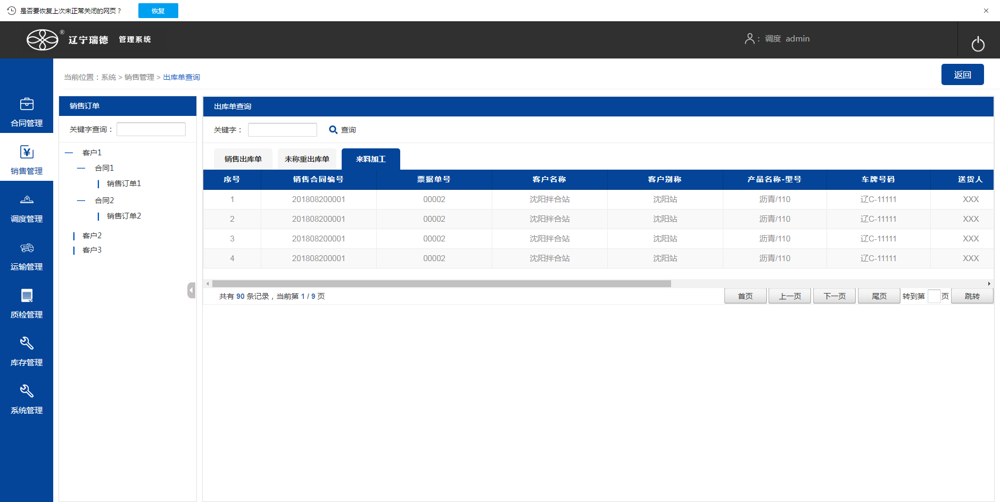 是否要恢复上次未正常关闭的网页？ 恢复
® 辽宁瑞德 管理系统 : 调度 admin
当前位置：系统 > 销售管理 > 出库单查询 返回
合同管理
销售管理
调度管理
运输管理
质检管理
库存管理
系统管理
销售订单
关键字查询：
客户1
合同1
销售订单1
合同2
销售订单2
客户2
客户3
出库单查询
关键字： 查询
销售出库单 未称重出库单 来料加工
序号 销售合同编号 票据单号 客户名称 客户别称 产品名称-型号 车牌号码 送货人
1 201808200001 00002 沈阳拌合站 沈阳站 沥青/110 辽C-11111 XXX
2 201808200001 00002 沈阳拌合站 沈阳站 沥青/110 辽C-11111 XXX
3 201808200001 00002 沈阳拌合站 沈阳站 沥青/110 辽C-11111 XXX
4 201808200001 00002 沈阳拌合站 沈阳站 沥青/110 辽C-11111 XXX
共有 90 条记录，当前第 1 / 9 页 首页 上一页 下一页 尾页 转到第 页 跳转